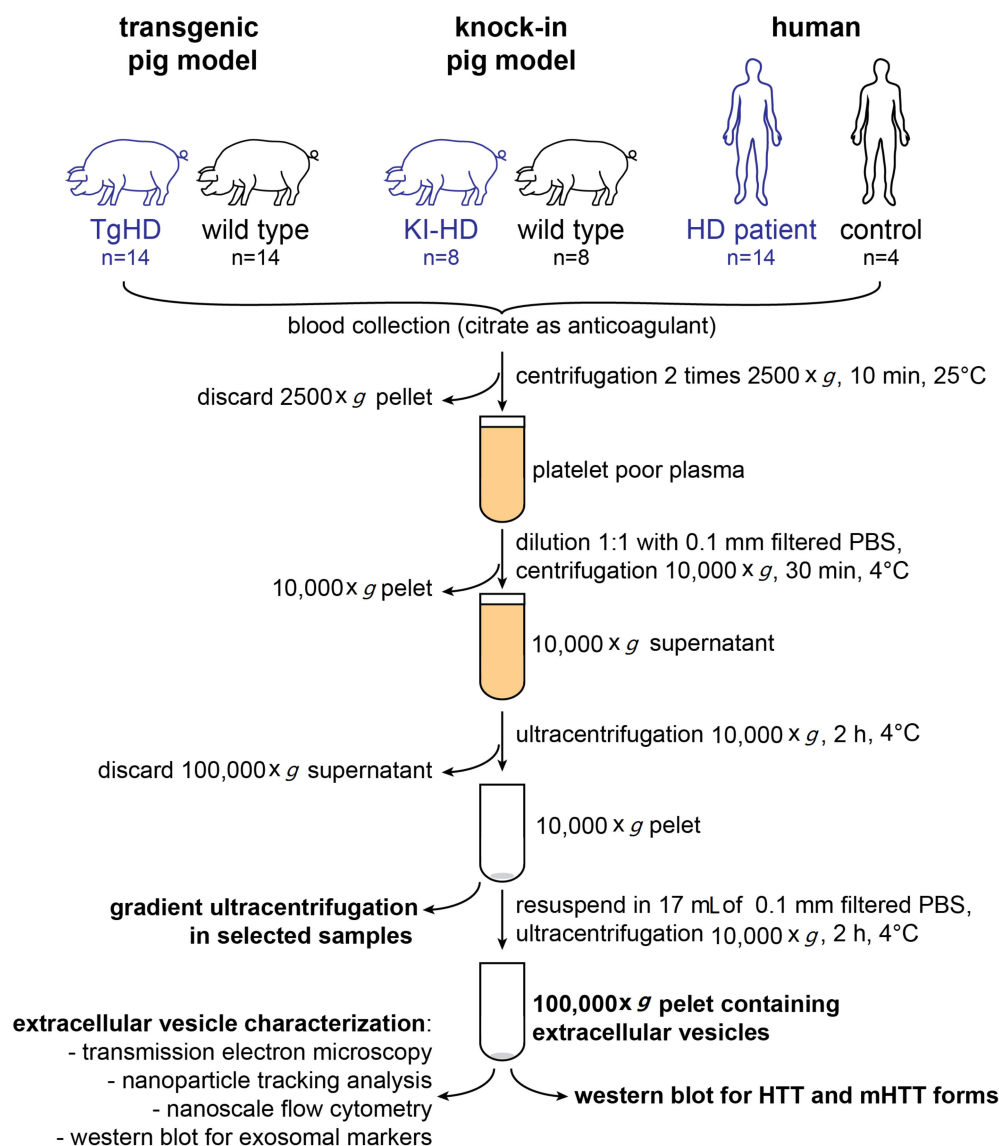 transgenic
pig model
knock-in
pig model
human
TgHD
n=14
wild type
n=14
KI-HD
n=8
wild type
n=8
HD patient
n=14
control
n=4
blood collection (citrate as anticoagulant)
centrifugation 2 times 2500 x g, 10 min, 25°C
discard 2500x g pellet
platelet poor plasma
dilution 1:1 with 0.1 mm filtered PBS,
centrifugation 10,000 x g, 30 min, 4°C
10,000x g pelet
10,000 x g supernatant
ultracentrifugation 10,000 x g, 2 h, 4°C
discard 100,000x g supernatant
10,000 x g pelet
gradient ultracentrifugation
in selected samples
resuspend in 17 mL of 0.1 mm filtered PBS,
ultracentrifugation 10,000 x g, 2 h, 4°C
100,000x g pelet containing
extracellular vesicles
extracellular vesicle characterization:
- transmission electron microscopy
- nanoparticle tracking analysis
- nanoscale flow cytometry
- western blot for exosomal markers
western blot for HTT and mHTT forms